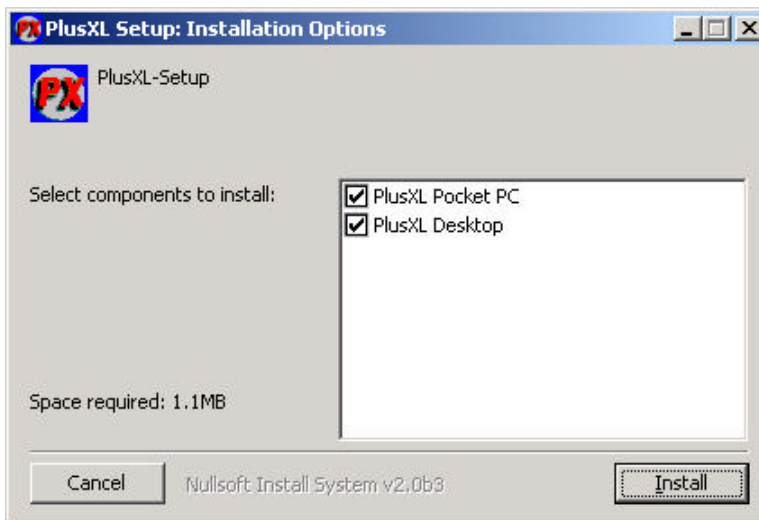 PlusXL Setup: Installation Options
PX
PlusXL-Setup
Select components to install:
PlusXL Pocket PC
PlusXL Desktop
Space required: 1.1MB
Cancel
Nullsoft Install System v2.0b3
Install